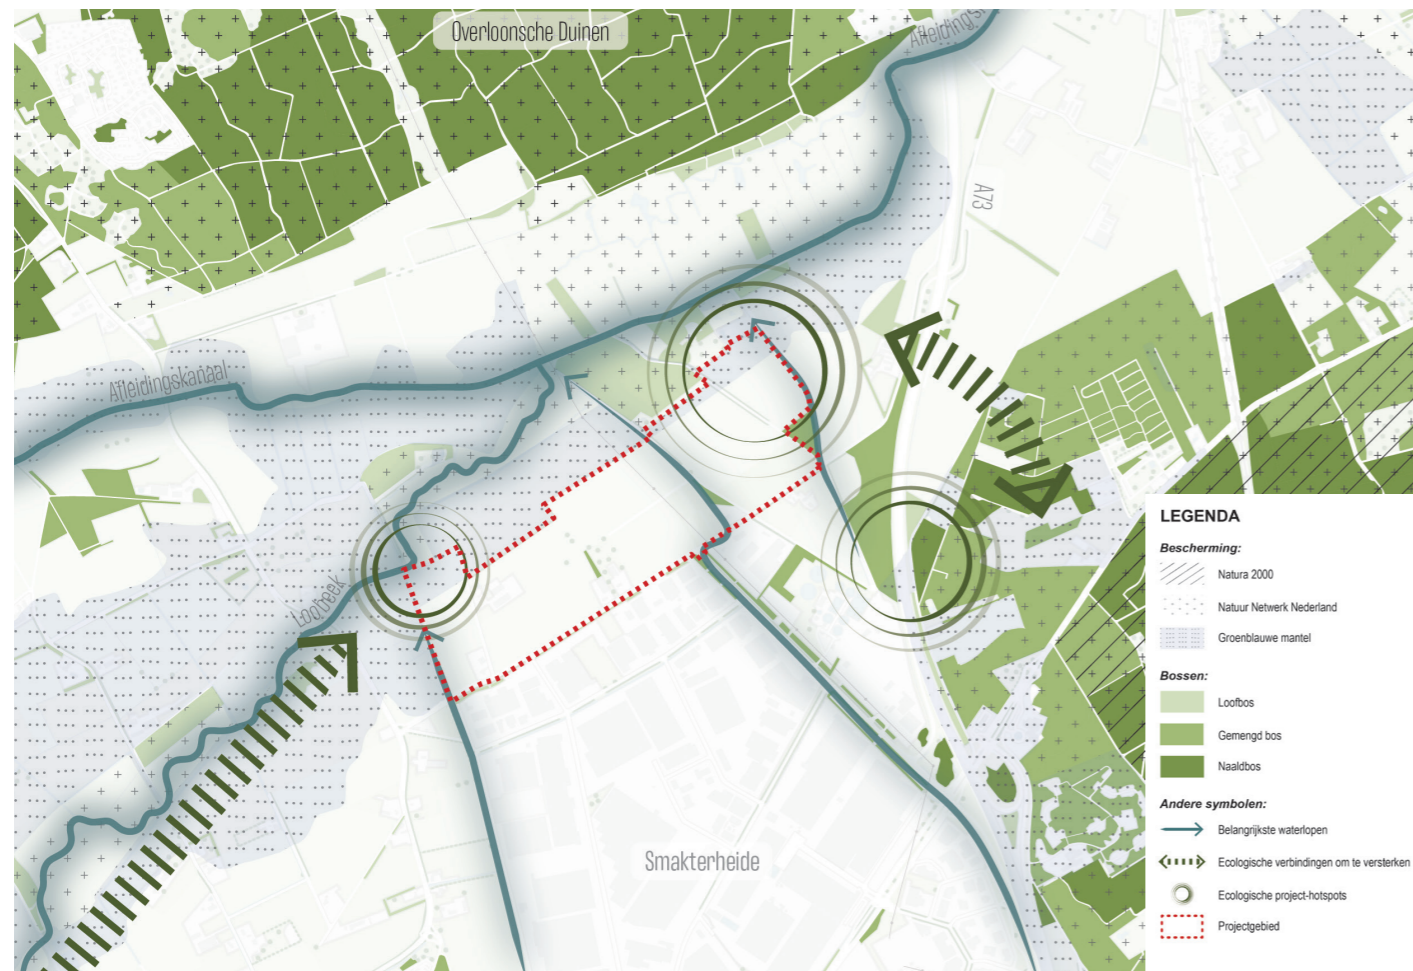 Overloonsche Duinen
A73
Afleidingskanaal
Loobeek
Smakterheide
LEGENDA
Bescherming:
Natura 2000
Natuur Netwerk Nederland
Groenblauwe mantel
Bossen:
Loofbos
Gemengd bos
Naaldbos
Andere symbolen:
Belangrijkste waterlopen
Ecologische verbindingen om te versterken
Ecologische project-hotspots
Projectgebied